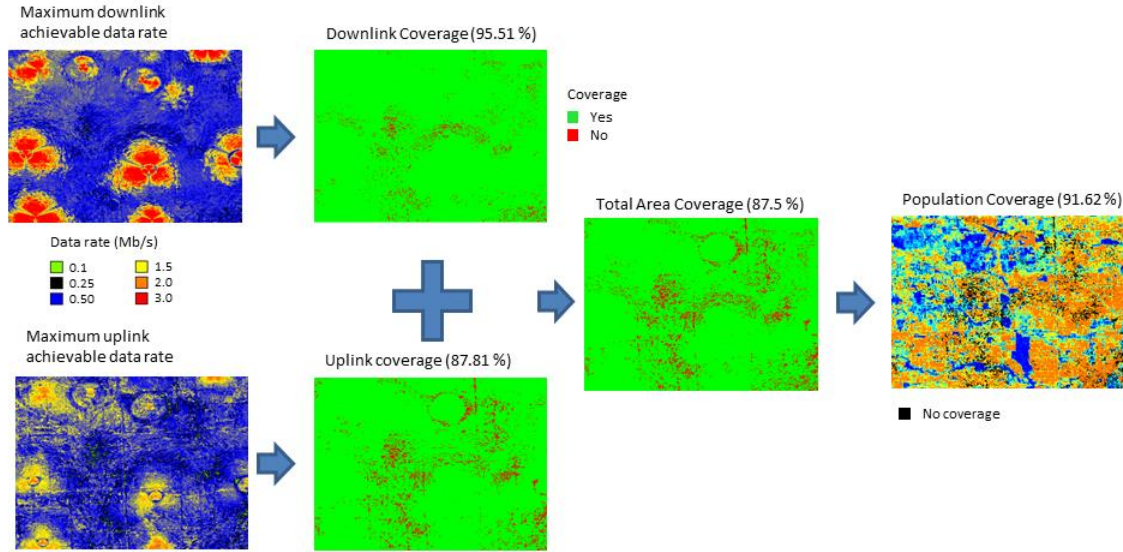 Maximum downlink
achievable data rate
Downlink Coverage (95.51 %)
Coverage
Yes
No
Total Area Coverage (87.5 %)
Population Coverage (91.62 %)
Data rate (Mb/s)
0.1
1.5
0.25
2.0
0.50
3.0
Maximum uplink
achievable data rate
Uplink coverage (87.81 %)
No coverage